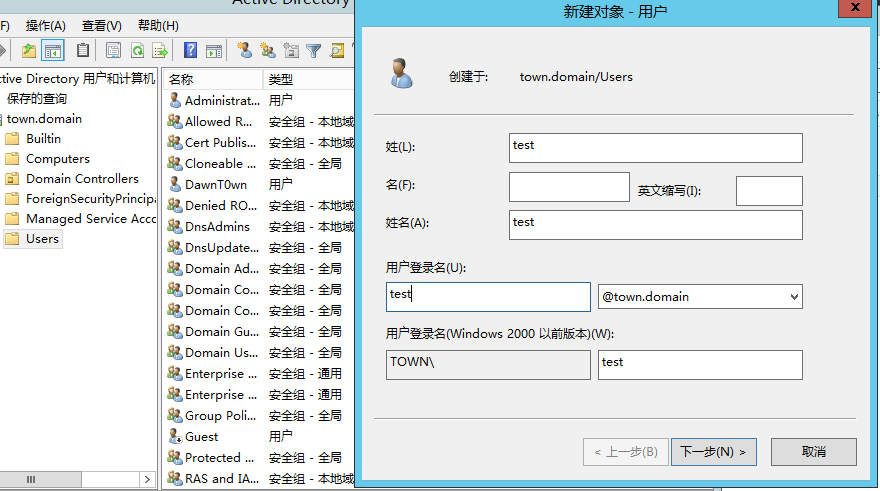 Active Directory
新建对象 - 用户
x
F)
操作(A)
查看(V)
帮助(H)
ctive Directory 用户和计算机
保存的查询
town.domain
Builtin
Computers
Domain Controllers
ForeignSecurityPrincipa
Managed Service Acco
Users
名称
类型
Administrat...
用户
Allowed R...
安全组 - 本地域
Cert Publis...
安全组 - 本地域
Cloneable ...
安全组 - 全局
DawnT0wn
用户
Denied RO...
安全组 - 本地域
DnsAdmins
安全组 - 本地域
DnsUpdate...
安全组 - 全局
Domain Ad...
安全组 - 全局
Domain Co...
安全组 - 全局
Domain Co...
安全组 - 全局
Domain Gu...
安全组 - 全局
Domain Us...
安全组 - 全局
Enterprise ...
安全组 - 通用
Enterprise ...
安全组 - 通用
Group Poli...
安全组 - 全局
Guest
用户
Protected ...
安全组 - 全局
RAS and IA...
安全组 - 本地域
创建于:
town.domain/Users
姓(L):
test
名(F):
英文缩写(I):
姓名(A):
test
用户登录名(U):
test
@town.domain
用户登录名(Windows 2000 以前版本)(W):
TOWN\
test
< 上一步(B)
下一步(N) >
取消